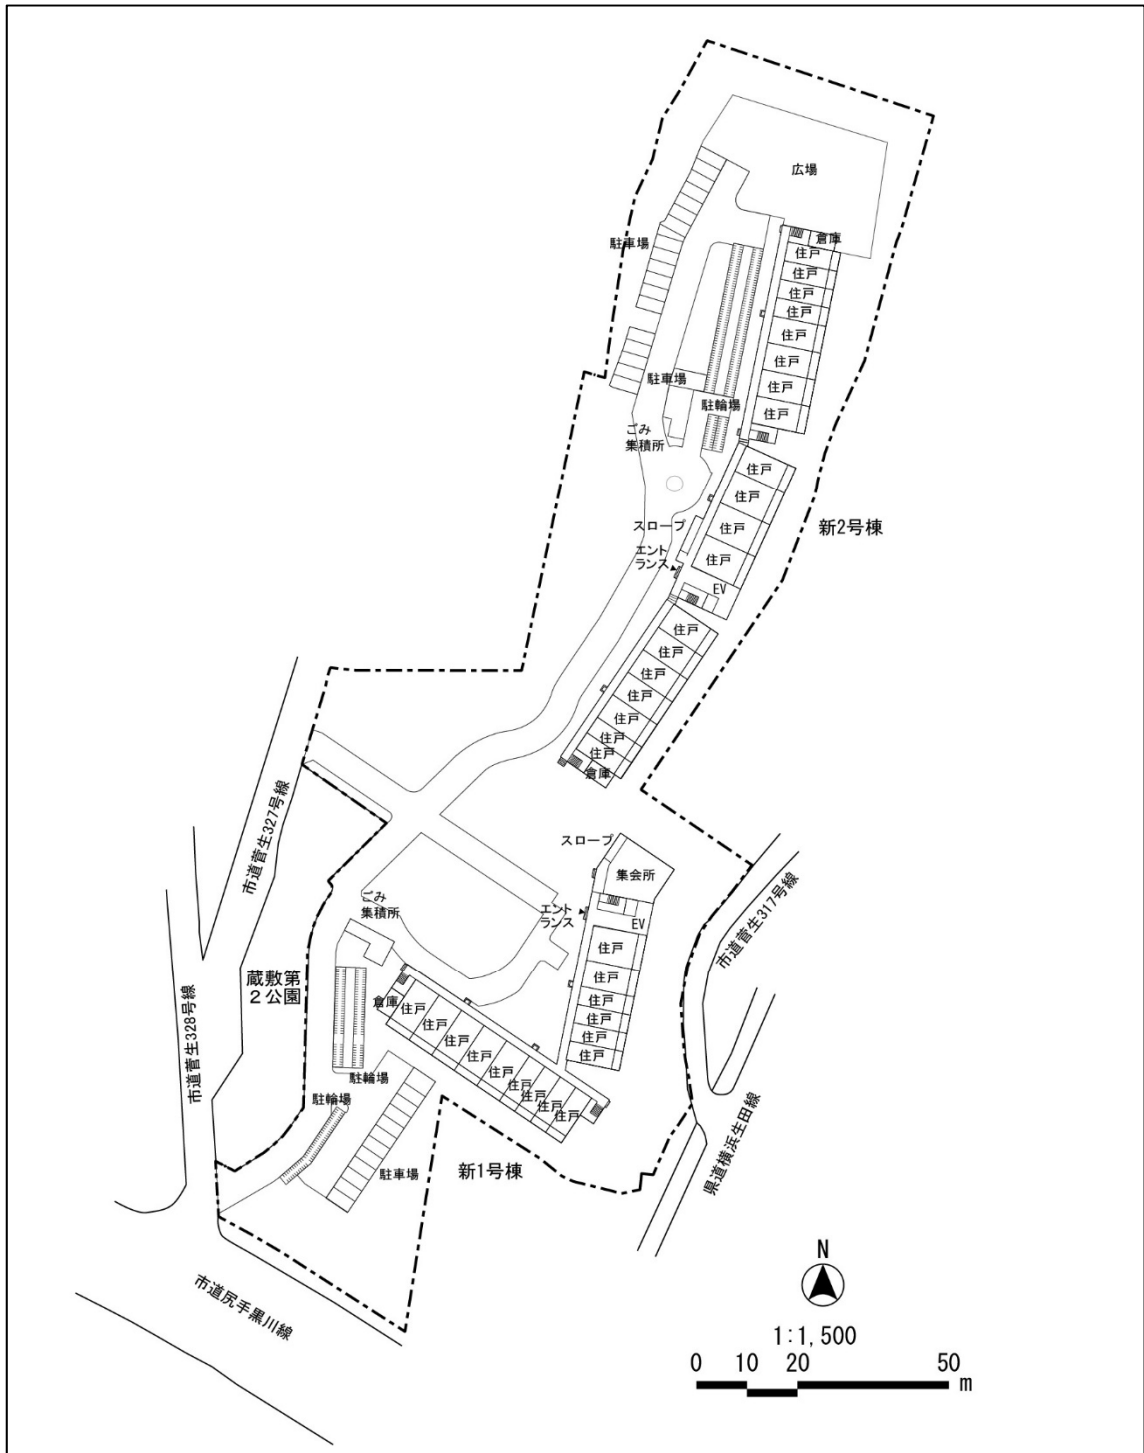 広場
駐車場
倉庫
住戸
住戸
住戸
住戸
住戸
住戸
住戸
住戸
駐車場
駐輪場
ごみ
集積所
住戸
住戸
住戸
住戸
スロープ
エント
ランス
EV
新2号棟
住戸
住戸
住戸
住戸
住戸
住戸
住戸
倉庫
市道菅生327号線
市道菅生328号線
蔵敷第
2公園
スロープ
集会所
エント
ランス
EV
住戸
住戸
住戸
住戸
住戸
住戸
市道菅生317号線
県道横浜生田線
ごみ
集積所
倉庫
住戸
住戸
住戸
住戸
住戸
住戸
住戸
住戸
駐輪場
駐輪場
駐車場
新1号棟
市道尻手黒川線
N
1:1,500
0 10 20 50
m